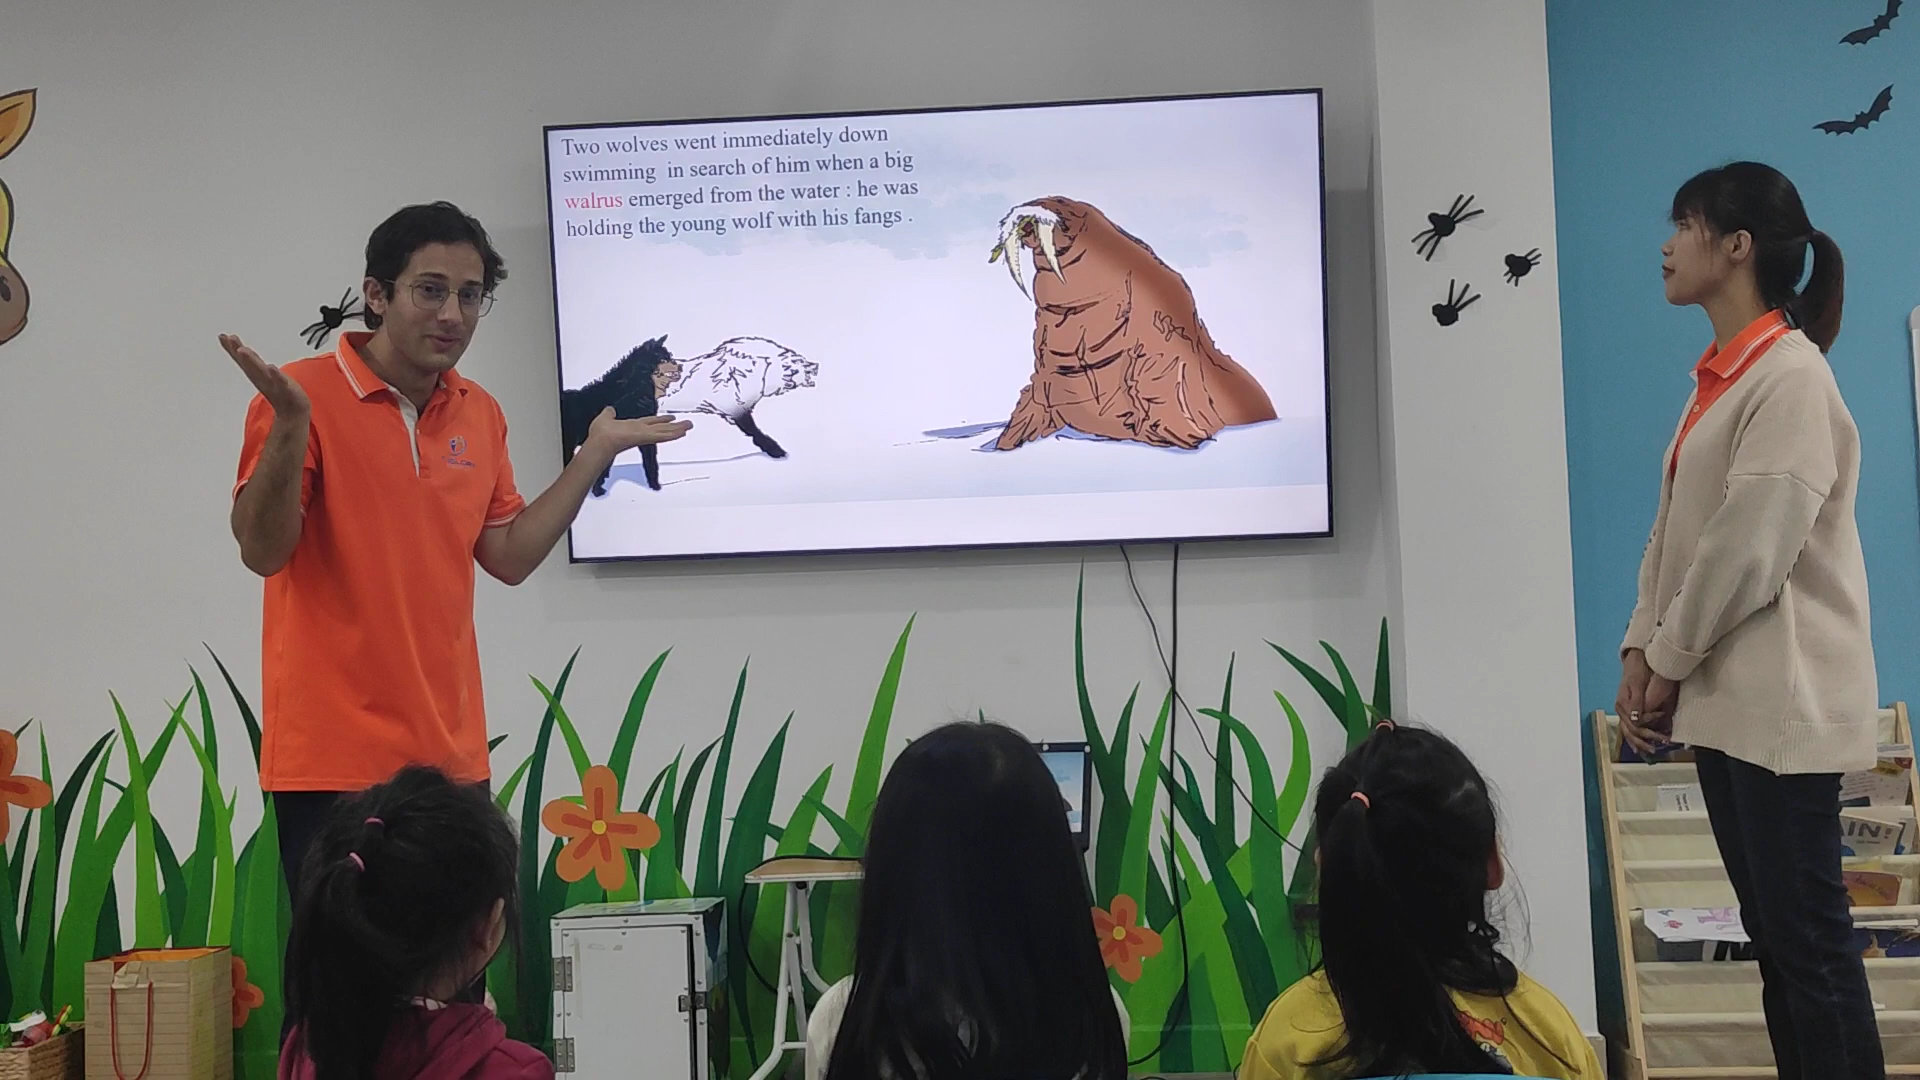 Two wolves went immediately down
swimming in search of him when a big
walrus emerged from the water : he was
holding the young wolf with his fangs .
AIN?